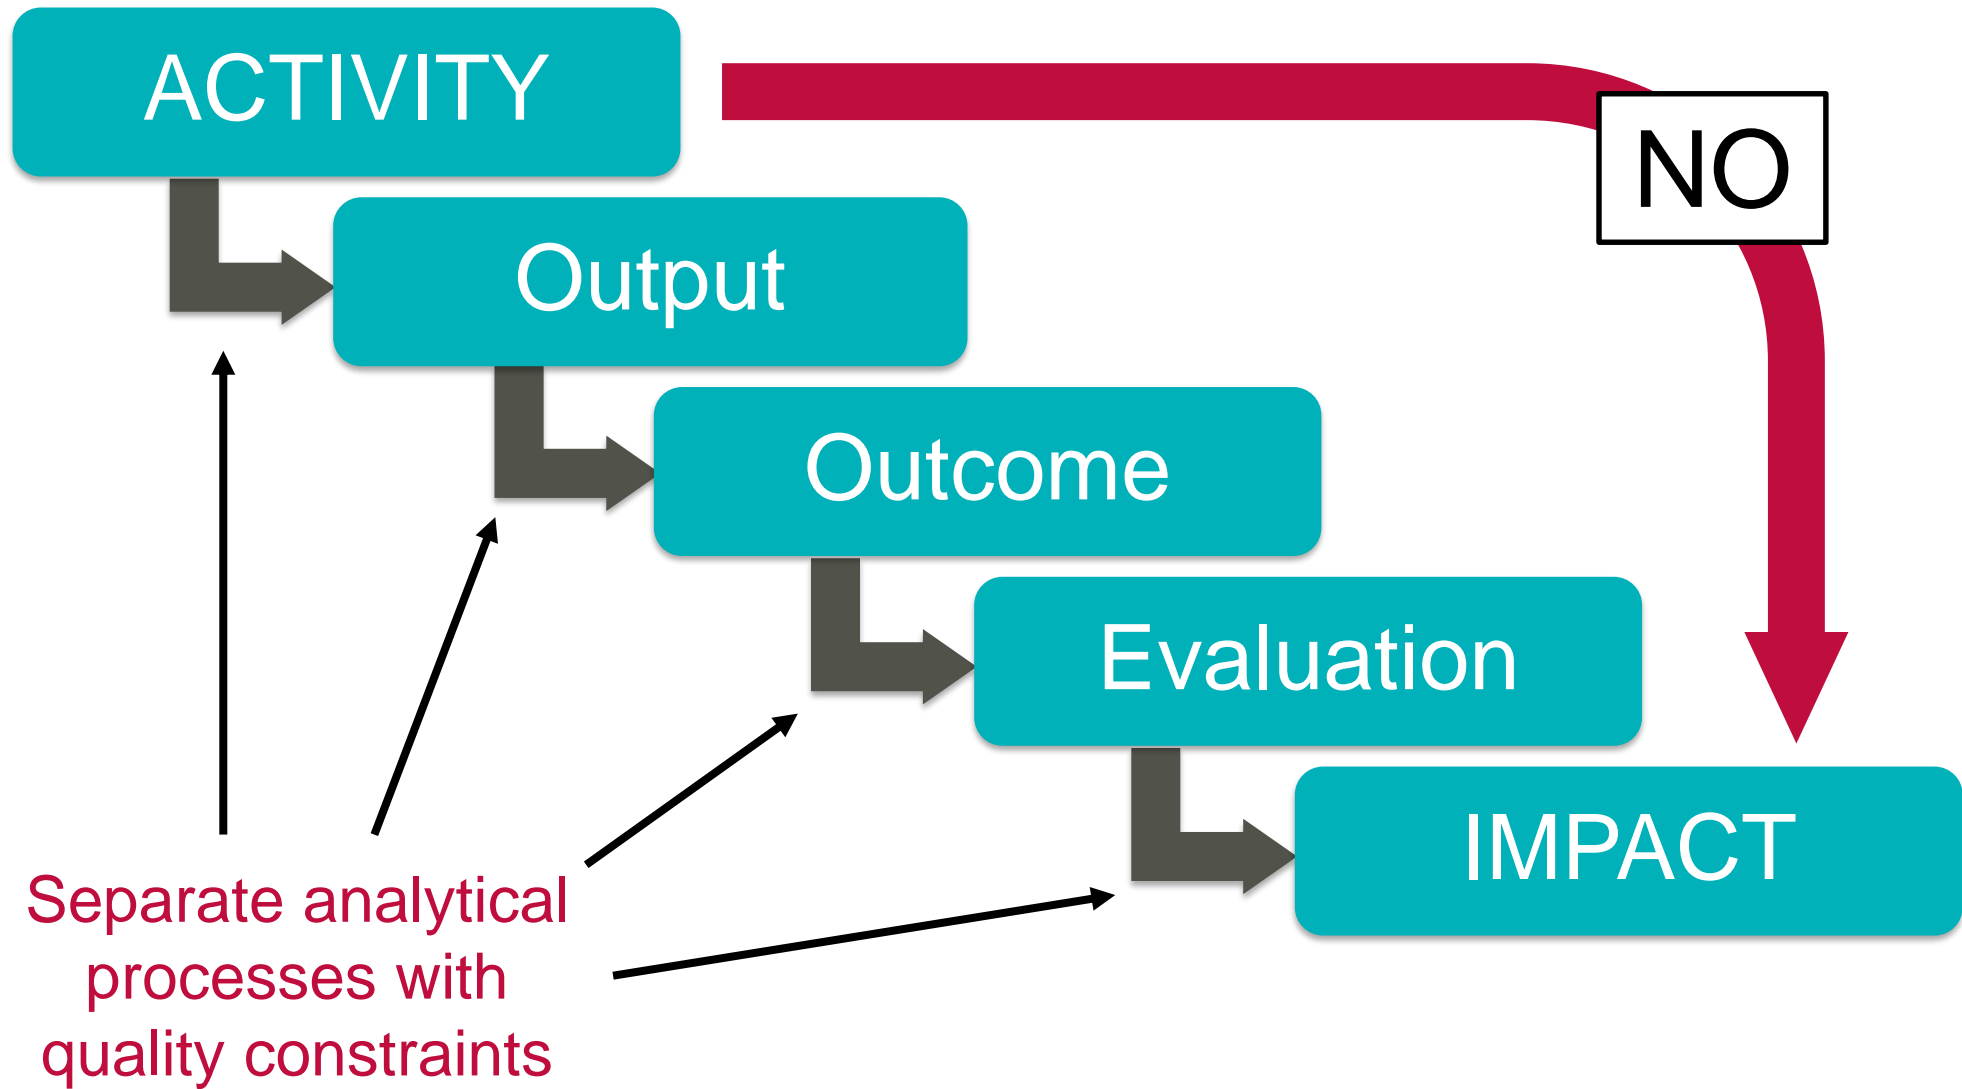 ACTIVITY
NO
Output
Outcome
Evaluation
IMPACT
Separate analytical
processes with
quality constraints